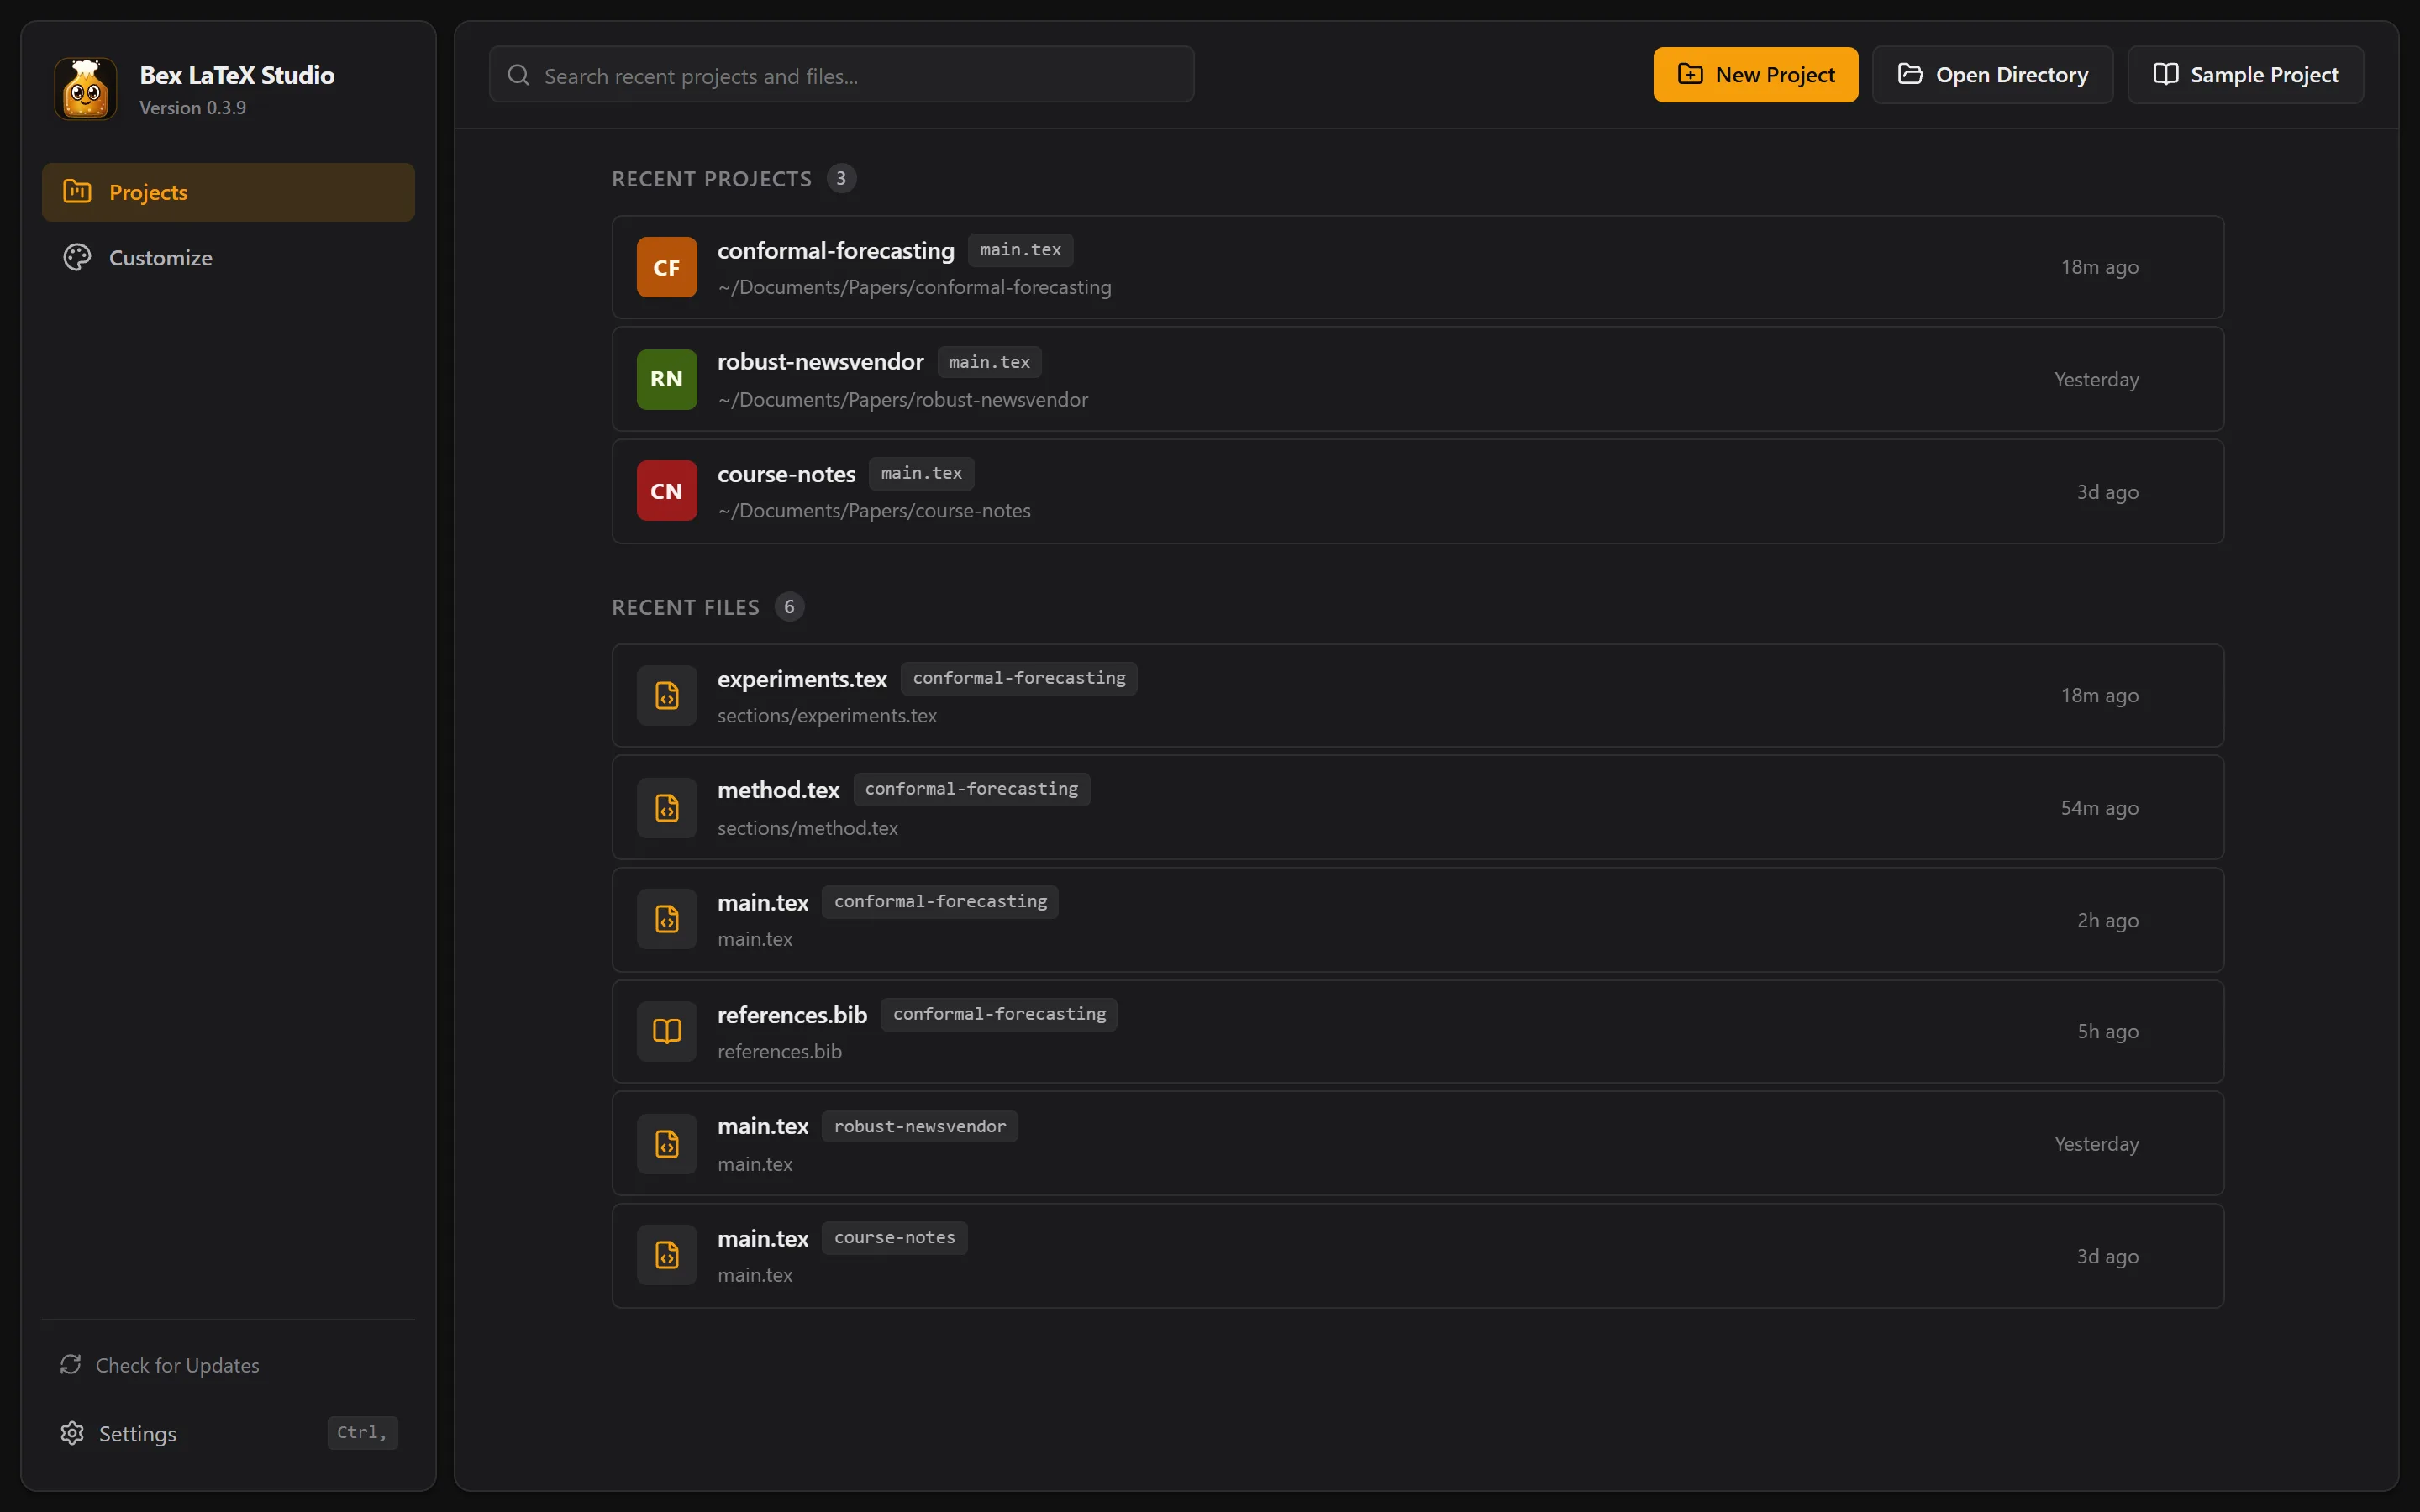 Bex LaTeX Studio
Version 0.3.9
Projects
Customize
Check for Updates
Settings Ctrl,
Search recent projects and files...
New Project Open Directory Sample Project
RECENT PROJECTS 3
CF conformal-forecasting main.tex
~/Documents/Papers/conformal-forecasting
18m ago
RN robust-newsvendor main.tex
~/Documents/Papers/robust-newsvendor
Yesterday
CN course-notes main.tex
~/Documents/Papers/course-notes
3d ago
RECENT FILES 6
experiments.tex conformal-forecasting
sections/experiments.tex
18m ago
method.tex conformal-forecasting
sections/method.tex
54m ago
main.tex conformal-forecasting
main.tex
2h ago
references.bib conformal-forecasting
references.bib
5h ago
main.tex robust-newsvendor
main.tex
Yesterday
main.tex course-notes
main.tex
3d ago